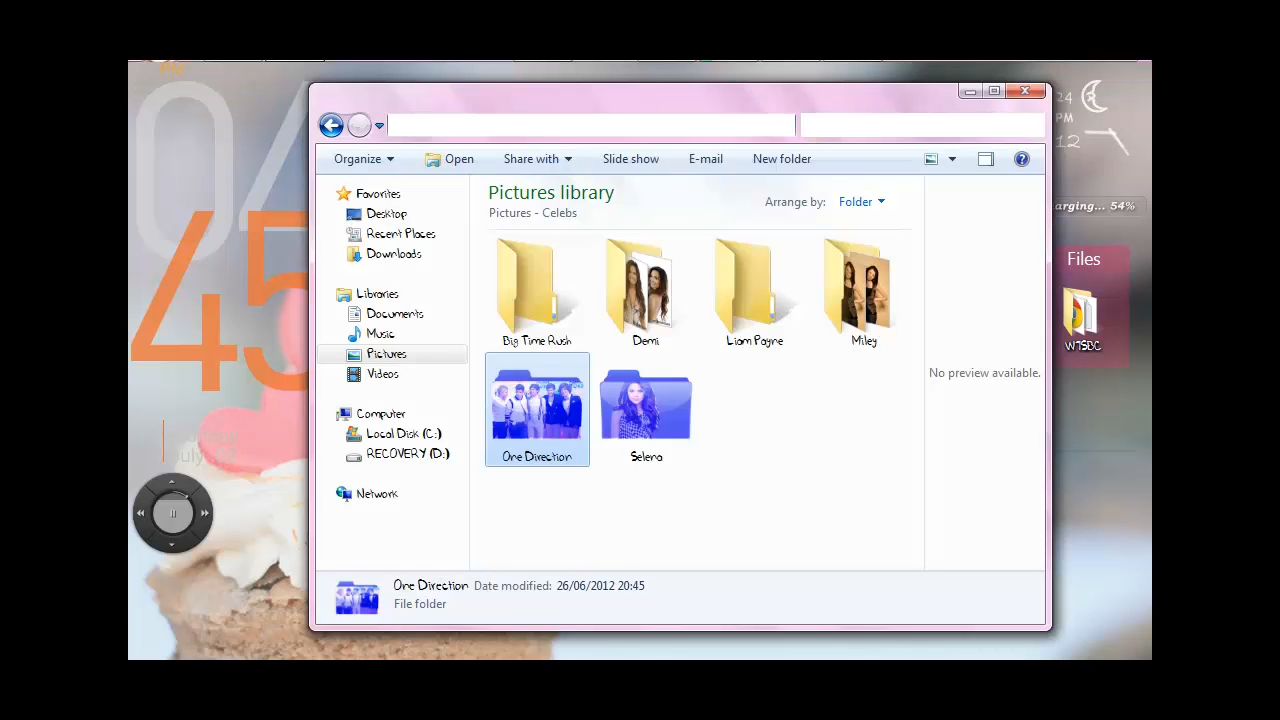 04
45
24
PM
12
arging... 54%
Files
W7SBC
Organize
Open
Share with
Slide show
E-mail
New folder
Favorites
Desktop
Recent Places
Downloads
Libraries
Documents
Music
Pictures
Videos
Computer
Local Disk (C:)
RECOVERY (D:)
Network
Pictures library
Pictures - Celebs
Arrange by: Folder
Big Time Rush
Demi
Liam Payne
Miley
One Direction
Selena
No preview available.
One Direction Date modified: 26/06/2012 20:45
File folder